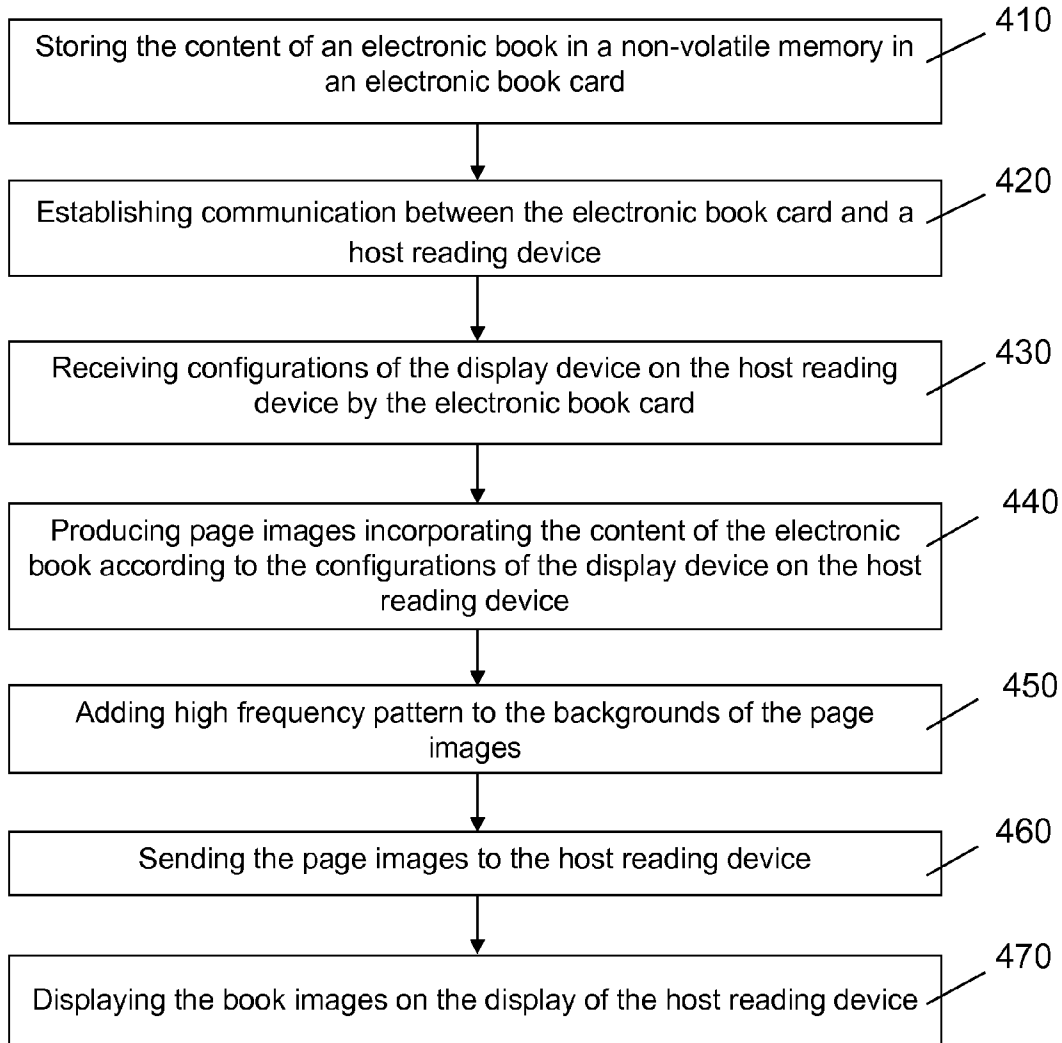 410
Storing the content of an electronic book in a non-volatile memory in
an electronic book card
420
Establishing communication between the electronic book card and a
host reading device
430
Receiving configurations of the display device on the host reading
device by the electronic book card
440
Producing page images incorporating the content of the electronic
book according to the configurations of the display device on the host
reading device
450
Adding high frequency pattern to the backgrounds of the page
images
460
Sending the page images to the host reading device
470
Displaying the book images on the display of the host reading device